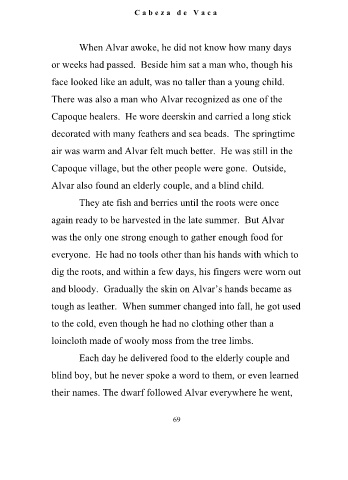 Cabeza de Vaca
When Alvar awoke, he did not know how many days
or weeks had passed. Beside him sat a man who, though his
face looked like an adult, was no taller than a young child.
There was also a man who Alvar recognized as one of the
Capoque healers. He wore deerskin and carried a long stick
decorated with many feathers and sea beads. The springtime
air was warm and Alvar felt much better. He was still in the
Capoque village, but the other people were gone. Outside,
Alvar also found an elderly couple, and a blind child.
They ate fish and berries until the roots were once
again ready to be harvested in the late summer. But Alvar
was the only one strong enough to gather enough food for
everyone. He had no tools other than his hands with which to
dig the roots, and within a few days, his fingers were worn out
and bloody. Gradually the skin on Alvar's hands became as
tough as leather. When summer changed into fall, he got used
to the cold, even though he had no clothing other than a
loincloth made of wooly moss from the tree limbs.
Each day he delivered food to the elderly couple and
blind boy, but he never spoke a word to them, or even learned
their names. The dwarf followed Alvar everywhere he went,
69